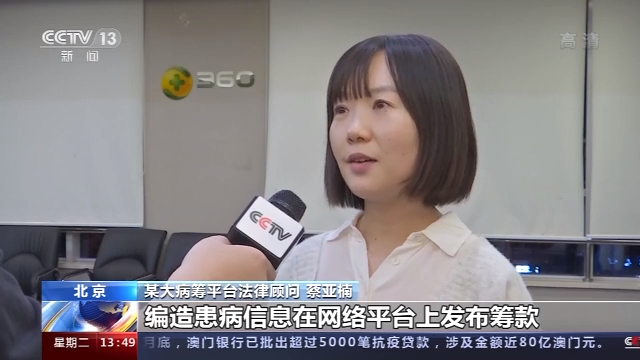 CCTV 13
新闻
高清
360
CCTV
北京
某大病筹平台法律顾问 蔡亚楠
编造患病信息在网络平台上发布筹款
星期二 13:49 月底，澳门银行已批出超过5000笔抗疫贷款，涉及金额近80亿澳门元。